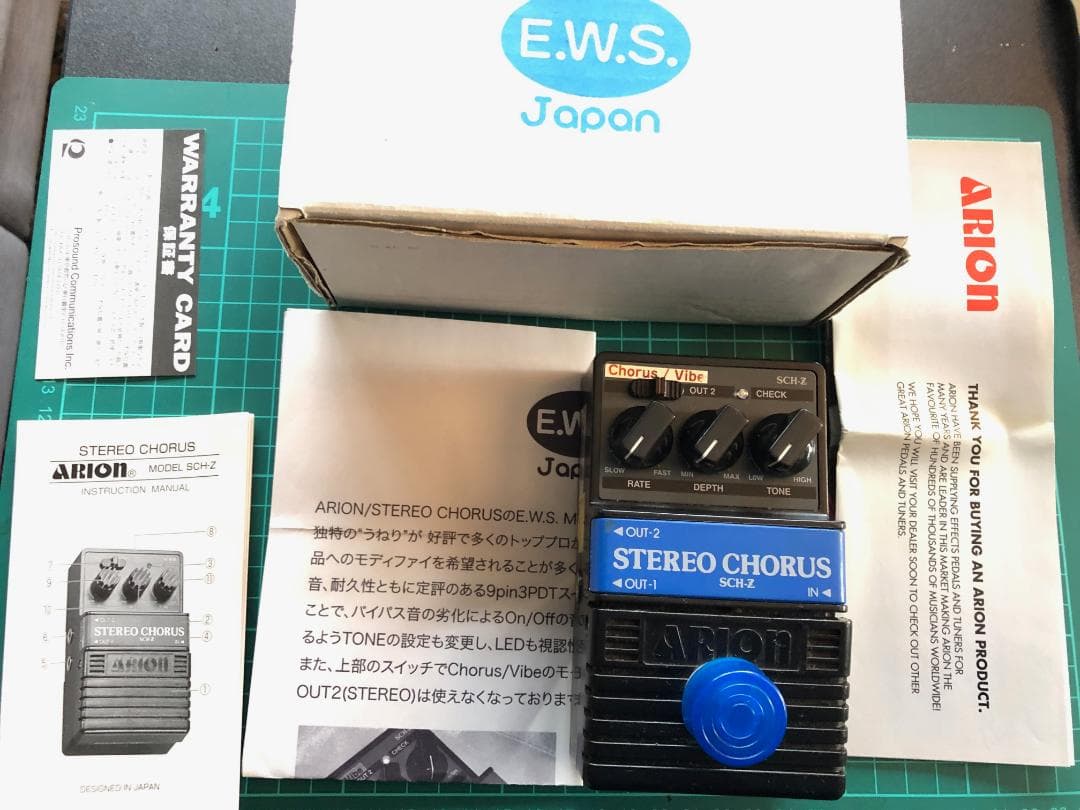 E.W.S.
Japan
23
4
3
12
WARRANTY CARD
保証書
Prosound Communications Inc.
ARION
THANK YOU FOR BUYING AN ARION PRODUCT.
ARION HAVE BEEN SUPPLYING EFFECTS PEDALS AND TUNERS FOR
MANY YEARS AND ARE LEADER IN THIS MARKET MAKING ARION THE
FAVOURITE OF HUNDREDS OF THOUSANDS OF MUSICIANS WORLDWIDE!
WE HOPE YOU WILL VISIT YOUR DEALER SOON TO CHECK OUT OTHER
GREAT ARION PEDALS AND TUNERS.
STEREO CHORUS
ARION® MODEL SCH-Z
INSTRUCTION MANUAL
STEREO CHORUS
SCH-Z
ARION
DESIGNED IN JAPAN
E.W
Jap
ARION/STEREO CHORUSのE.W.S. M
独特の"うねり"が 好評で多くのトッププロか
品へのモディファイを希望されることが多く
音、耐久性ともに定評のある9pin3PDTス
ことで、バイパス音の劣化によるOn/Offの音
るようTONEの設定も変更し、LEDも視認性
また、上部のスイッチでChorus/Vibeのモー
OUT2(STEREO)は使えなくなっております
CHECK
OUT 2
Chorus / Vibe
SCH-Z
OUT 2
CHECK
SLOW FAST MIN MAX LOW HIGH
RATE DEPTH TONE
◀OUT-2
STEREO CHORUS
SCH-Z
◀OUT-1 IN◀
ARION